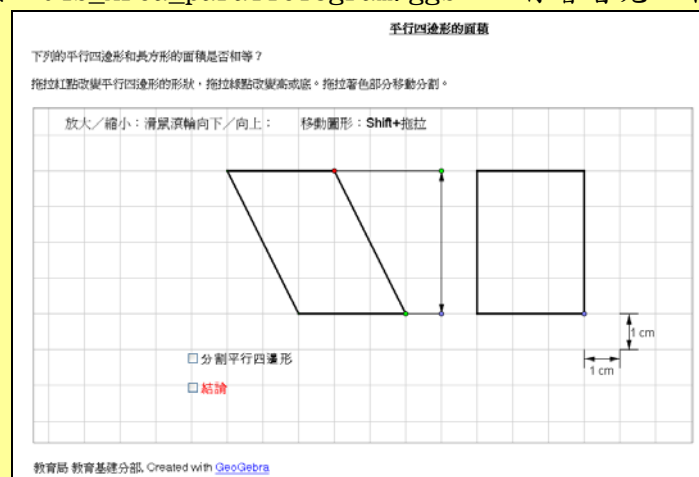 平行四邊形的面積
下列的平行四邊形和長方形的面積是否相等？
拖拉紅點改變平行四邊形的形狀，拖拉綠點改變高或底。拖拉著色部分移動分割。
放大／縮小：滑鼠滾輪向下／向上： 移動圖形：Shift+拖拉
1 cm
1 cm
分割平行四邊形
結論
教育局 教育基建分部, Created with GeoGebra